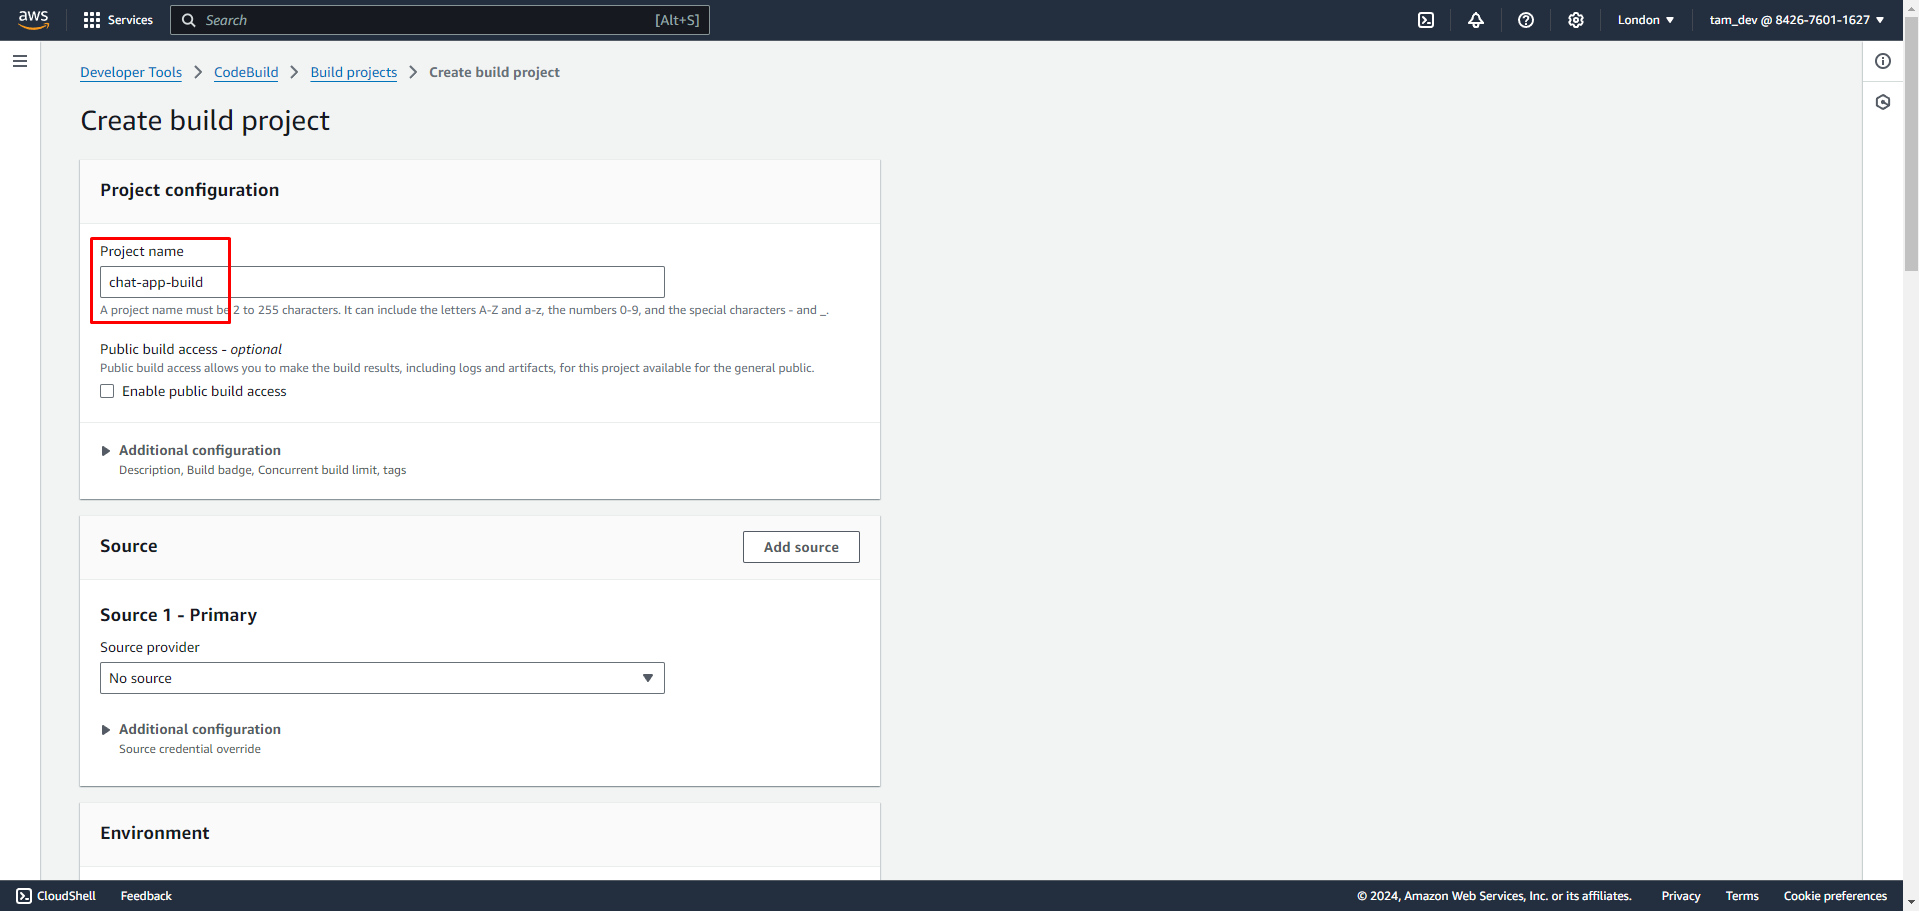 aws Services Search [Alt+S] London tam_dev @ 8426-7601-1627
Developer Tools CodeBuild Build projects Create build project
Create build project
Project configuration
Project name
chat-app-build
A project name must be 2 to 255 characters. It can include the letters A-Z and a-z, the numbers 0-9, and the special characters - and _.
Public build access - optional
Public build access allows you to make the build results, including logs and artifacts, for this project available for the general public.
Enable public build access
Additional configuration
Description, Build badge, Concurrent build limit, tags
Source Add source
Source 1 - Primary
Source provider
No source
Additional configuration
Source credential override
Environment
CloudShell Feedback © 2024, Amazon Web Services, Inc. or its affiliates. Privacy Terms Cookie preferences